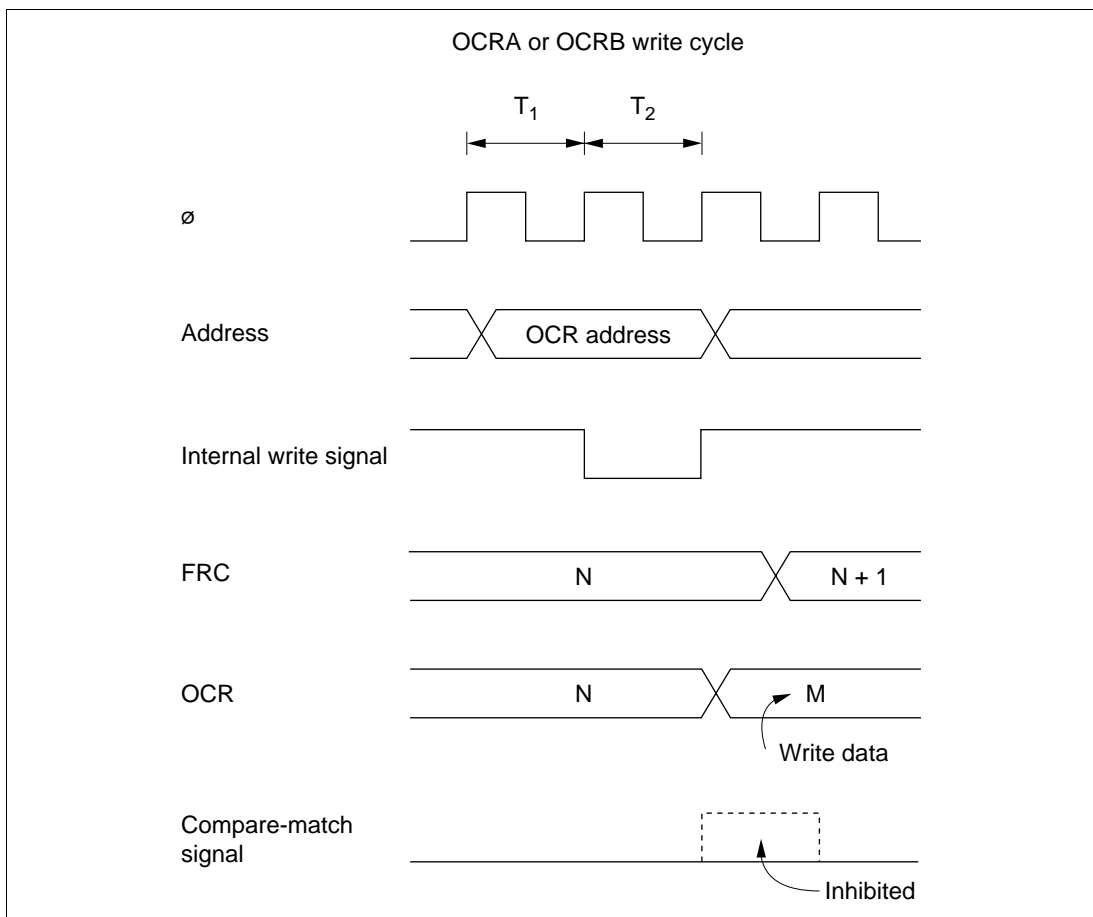 OCRA or OCRB write cycle
T1 T2
ø
Address
OCR address
Internal write signal
FRC
N
N + 1
OCR
N
M
Write data
Compare-match
signal
Inhibited